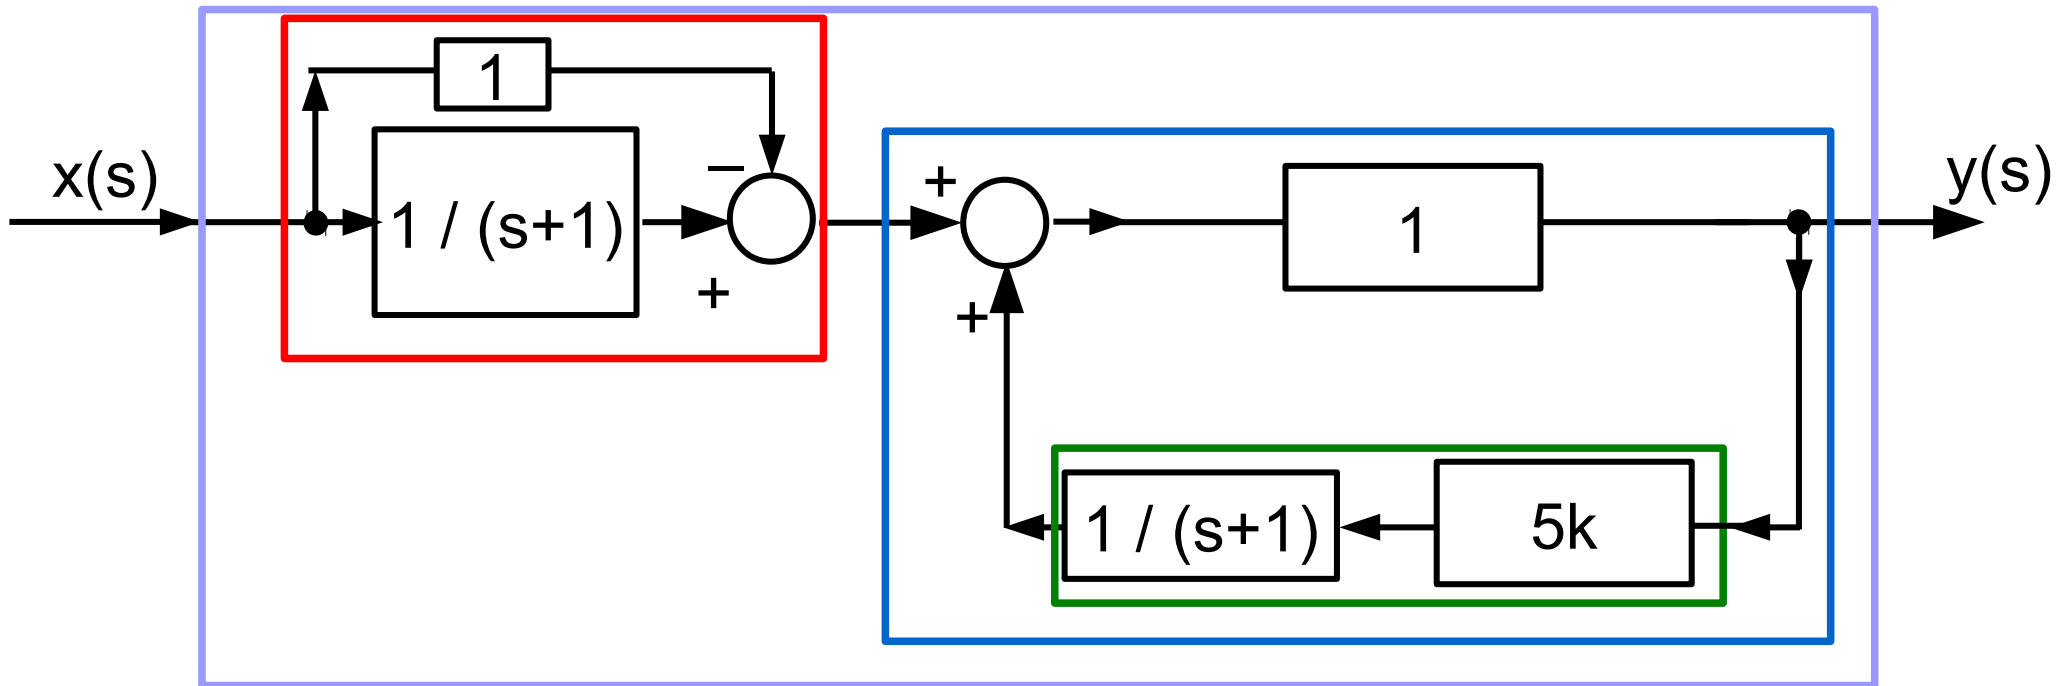 1
x(s)
1 / (s+1)
−
+
+
+
1
y(s)
1 / (s+1)
5k